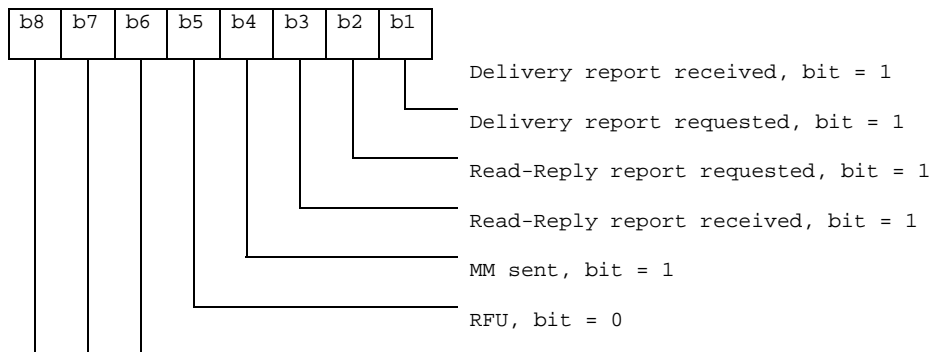 b8 b7 b6 b5 b4 b3 b2 b1
Delivery report received, bit = 1
Delivery report requested, bit = 1
Read-Reply report requested, bit = 1
Read-Reply report received, bit = 1
MM sent, bit = 1
RFU, bit = 0